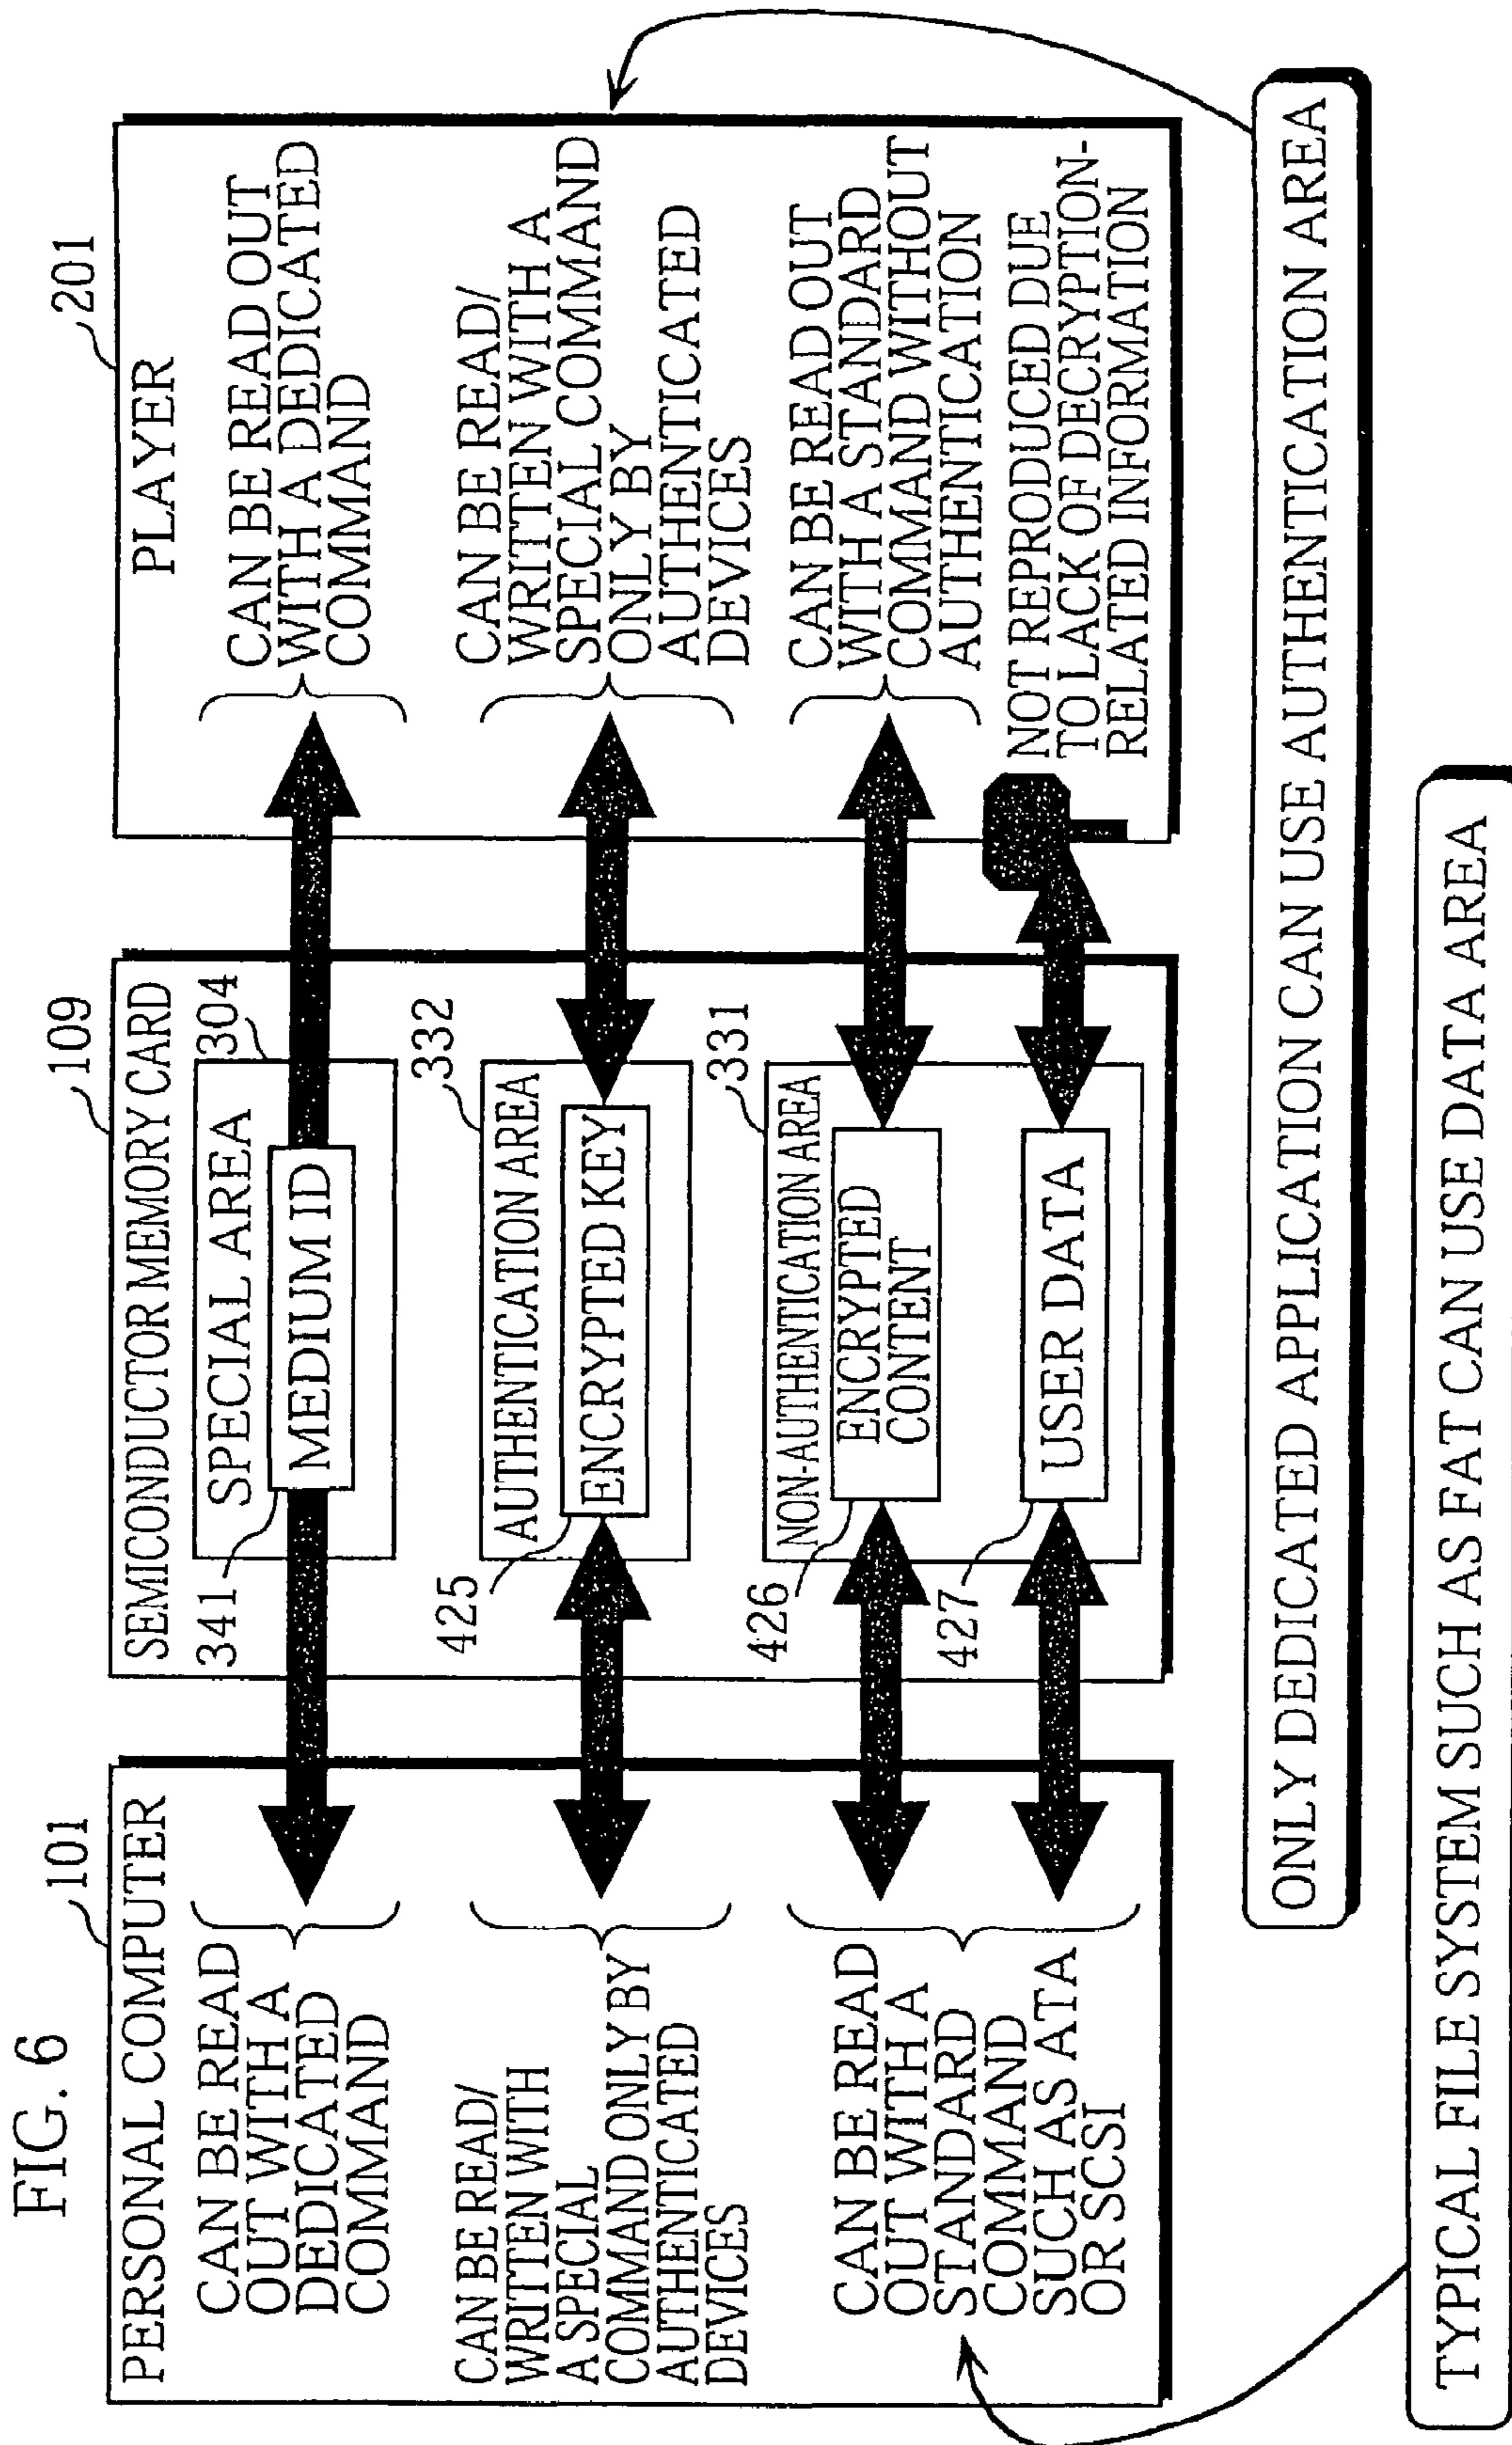 FIG. 6
101
PERSONAL COMPUTER
CAN BE READ
OUT WITH A
DEDICATED
COMMAND
CAN BE READ/
WRITTEN WITH
A SPECIAL
COMMAND ONLY BY
AUTHENTICATED
DEVICES
CAN BE READ
OUT WITH A
STANDARD
COMMAND
SUCH AS ATA
OR SCSI
109
SEMICONDUCTOR MEMORY CARD
304
SPECIAL AREA
341
MEDIUM ID
332
AUTHENTICATION AREA
425
ENCRYPTED KEY
331
NON-AUTHENTICATION AREA
426
ENCRYPTED
CONTENT
427
USER DATA
201
PLAYER
CAN BE READ OUT
WITH A DEDICATED
COMMAND
CAN BE READ/
WRITTEN WITH A
SPECIAL COMMAND
ONLY BY
AUTHENTICATED
DEVICES
CAN BE READ OUT
WITH A STANDARD
COMMAND WITHOUT
AUTHENTICATION
NOT REPRODUCED DUE
TO LACK OF DECRYPTION-
RELATED INFORMATION
ONLY DEDICATED APPLICATION CAN USE AUTHENTICATION AREA
TYPICAL FILE SYSTEM SUCH AS FAT CAN USE DATA AREA